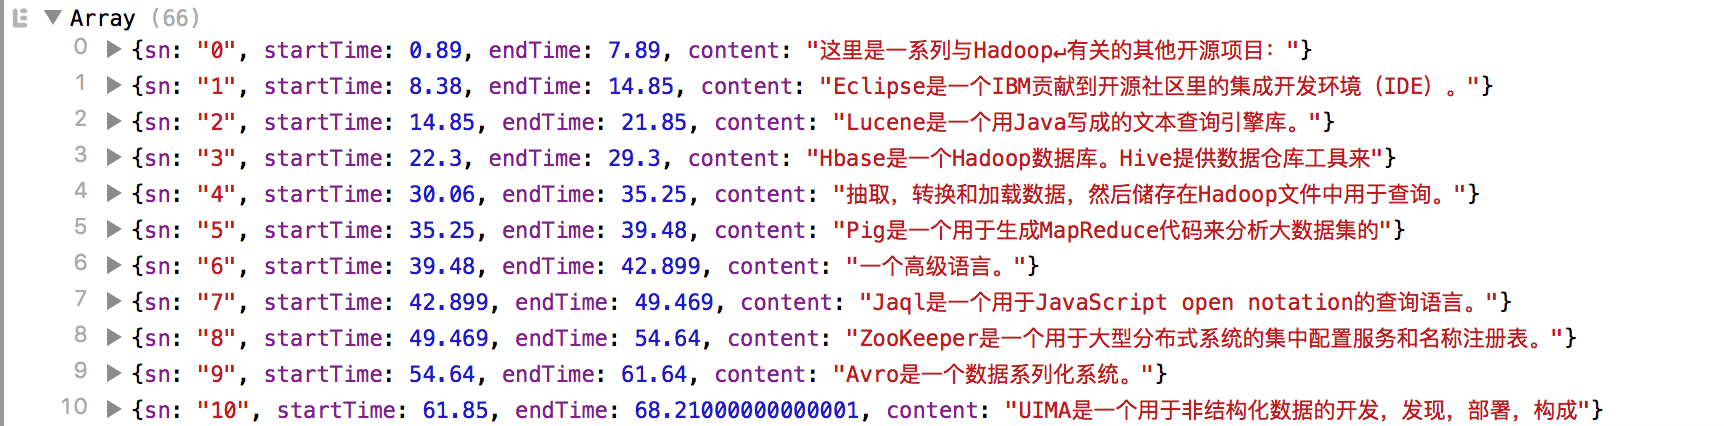 Array (66)
0 {sn: "0", startTime: 0.89, endTime: 7.89, content: "这里是一系列与Hadoop↵有关的其他开源项目："}
1 {sn: "1", startTime: 8.38, endTime: 14.85, content: "Eclipse是一个IBM贡献到开源社区里的集成开发环境（IDE）。"}
2 {sn: "2", startTime: 14.85, endTime: 21.85, content: "Lucene是一个用Java写成的文本查询引擎库。"}
3 {sn: "3", startTime: 22.3, endTime: 29.3, content: "Hbase是一个Hadoop数据库。Hive提供数据仓库工具来"}
4 {sn: "4", startTime: 30.06, endTime: 35.25, content: "抽取，转换和加载数据，然后储存在Hadoop文件中用于查询。"}
5 {sn: "5", startTime: 35.25, endTime: 39.48, content: "Pig是一个用于生成MapReduce代码来分析大数据集的"}
6 {sn: "6", startTime: 39.48, endTime: 42.899, content: "一个高级语言。"}
7 {sn: "7", startTime: 42.899, endTime: 49.469, content: "Jaql是一个用于JavaScript open notation的查询语言。"}
8 {sn: "8", startTime: 49.469, endTime: 54.64, content: "ZooKeeper是一个用于大型分布式系统的集中配置服务和名称注册表。"}
9 {sn: "9", startTime: 54.64, endTime: 61.64, content: "Avro是一个数据系列化系统。"}
10 {sn: "10", startTime: 61.85, endTime: 68.21000000000001, content: "UIMA是一个用于非结构化数据的开发，发现，部署，构成"}